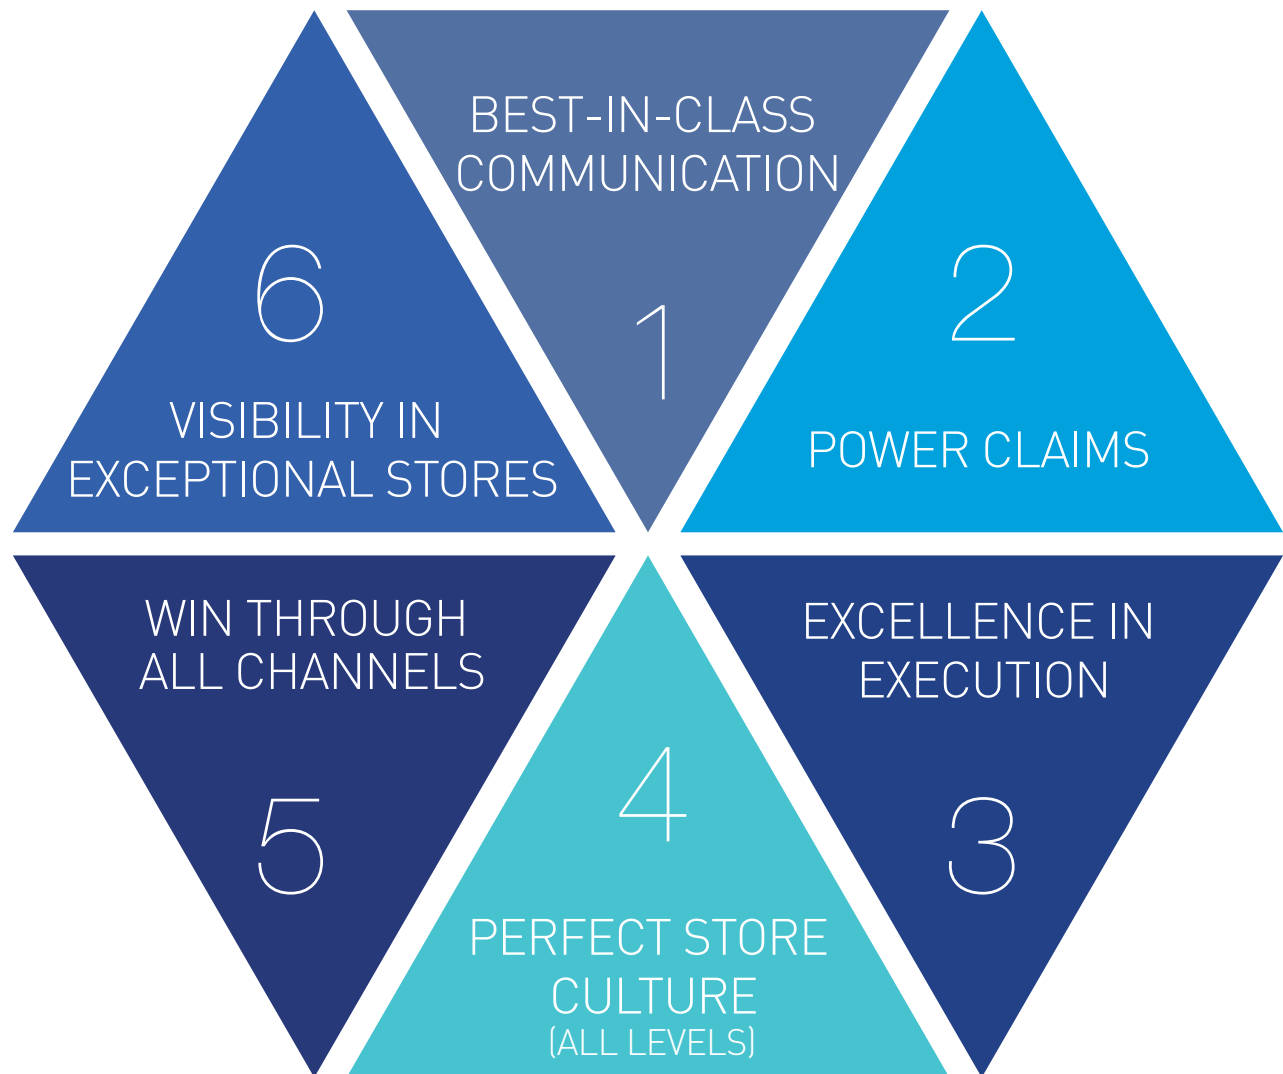 BEST-IN-CLASS
COMMUNICATION
1
2
POWER CLAIMS
EXCELLENCE IN
EXECUTION
3
4
PERFECT STORE
CULTURE
(ALL LEVELS)
WIN THROUGH
ALL CHANNELS
5
6
VISIBILITY IN
EXCEPTIONAL STORES